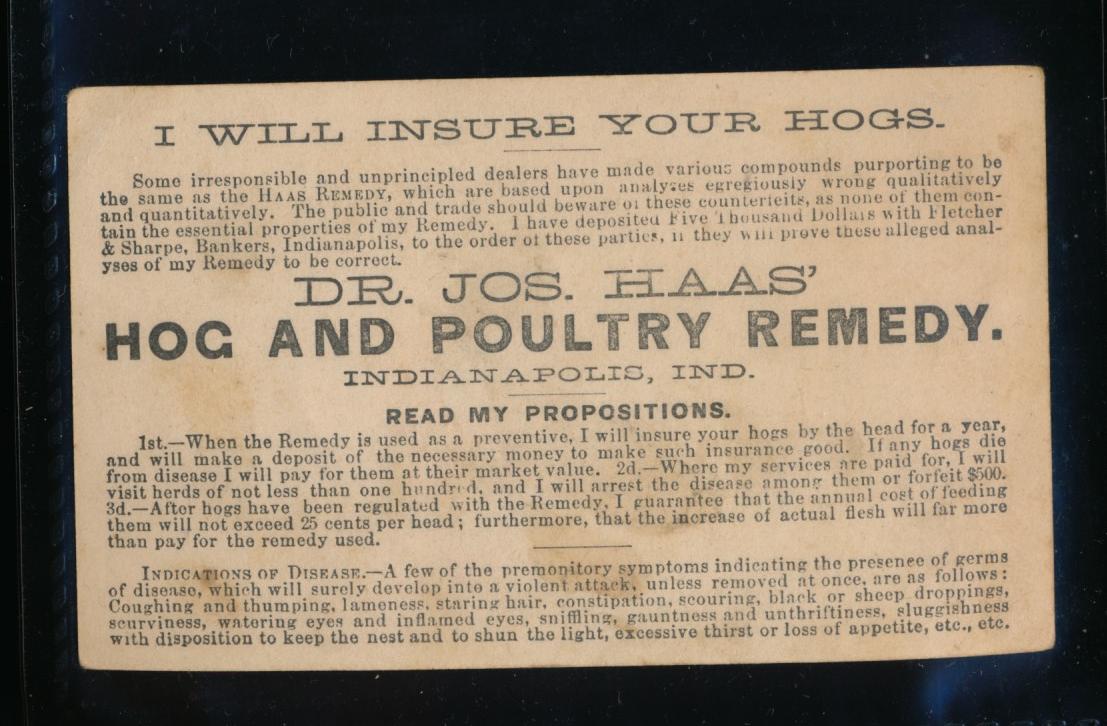 I WILL INSURE YOUR HOGS.
Some irresponsible and unprincipled dealers have made various compounds purporting to be
the same as the HAAS REMEDY, which are based upon analyses egregiously wrong qualitatively
and quantitatively. The public and trade should beware of these counterfeits, as none of them con-
tain the essential properties of my Remedy. I have deposited Five Thousand Dollars with Fletcher
& Sharpe, Bankers, Indianapolis, to the order of these parties, if they will prove these alleged anal-
yses of my Remedy to be correct.
DR. JOS. HAAS'
HOG AND POULTRY REMEDY.
INDIANAPOLIS, IND.
READ MY PROPOSITIONS.
1st.—When the Remedy is used as a preventive, I will insure your hogs by the head for a year,
and will make a deposit of the necessary money to make such insurance good. If any hogs die
from disease I will pay for them at their market value. 2d.—Where my services are paid for, I will
visit herds of not less than one hundred, and I will arrest the disease among them or forfeit $500.
3d.—After hogs have been regulated with the Remedy, I guarantee that the annual cost of feeding
them will not exceed 25 cents per head; furthermore, that the increase of actual flesh will far more
than pay for the remedy used.
INDICATIONS OF DISEASE.—A few of the premonitory symptoms indicating the presence of germs
of disease, which will surely develop into a violent attack, unless removed at once, are as follows:
Coughing and thumping, lameness, staring hair, constipation, scouring, black or sheep droppings,
scurviness, watering eyes and inflamed eyes, sniffling, gauntness and unthriftiness, sluggishness
with disposition to keep the nest and to shun the light, excessive thirst or loss of appetite, etc., etc.